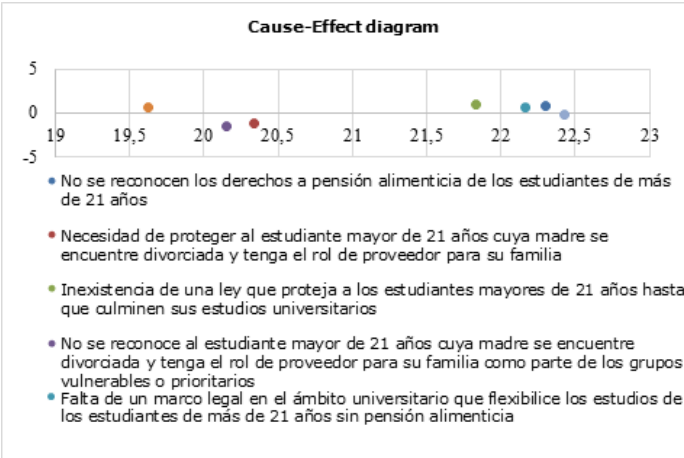 Cause-Effect diagram
5
0
-5
19 19,5 20 20,5 21 21,5 22 22,5 23
No se reconocen los derechos a pensión alimenticia de los estudiantes de más
de 21 años
Necesidad de proteger al estudiante mayor de 21 años cuya madre se
encuentre divorciada y tenga el rol de proveedor para su familia
Inexistencia de una ley que proteja a los estudiantes mayores de 21 años hasta
que culminen sus estudios universitarios
No se reconoce al estudiante mayor de 21 años cuya madre se encuentre
divorciada y tenga el rol de proveedor para su familia como parte de los grupos
vulnerables o prioritarios
Falta de un marco legal en el ámbito universitario que flexibilice los estudios de
los estudiantes de más de 21 años sin pensión alimenticia